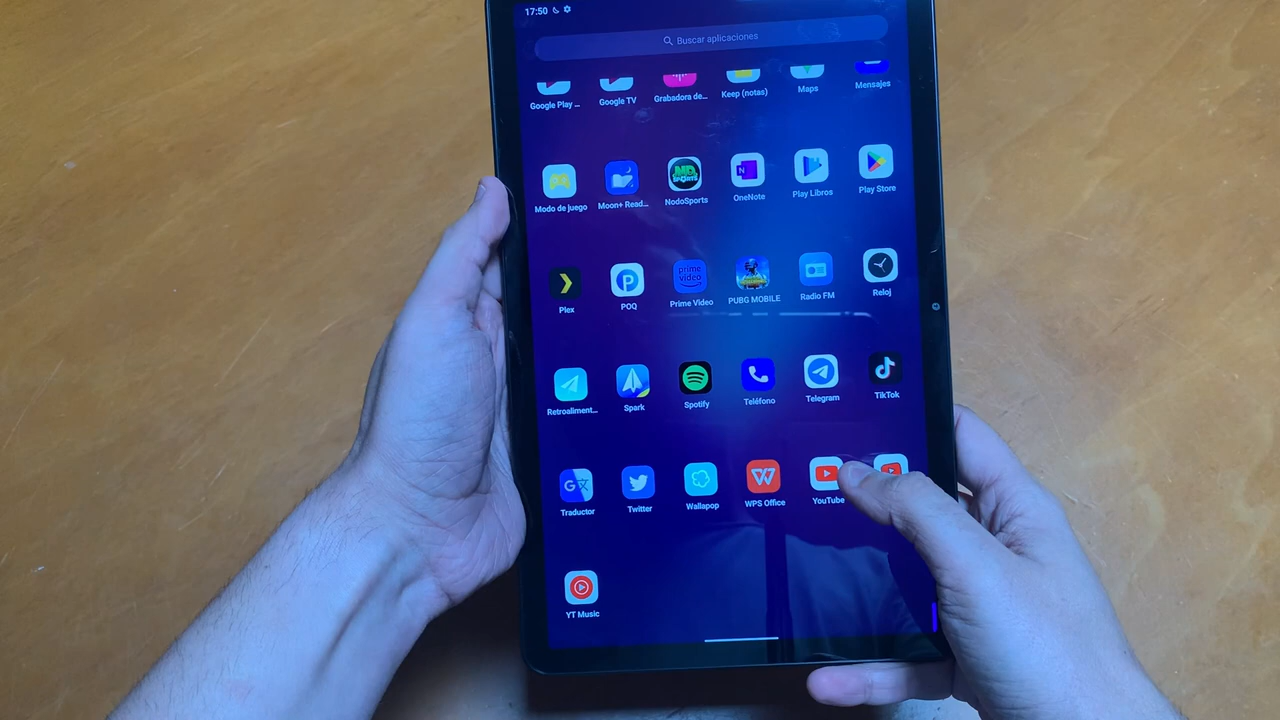 17:50
Buscar aplicaciones
Google Play ...
Google TV
Grabadora de...
Keep (notas)
Maps
Mensajes
Modo de juego
Moon+ Read...
NodoSports
OneNote
Play Libros
Play Store
prime
video
Plex
POQ
Prime Video
PUBG MOBILE
Radio FM
Reloj
Retroaliment...
Spark
Spotify
Teléfono
Telegram
TikTok
Traductor
Twitter
Wallapop
WPS Office
YouTube
YT Music